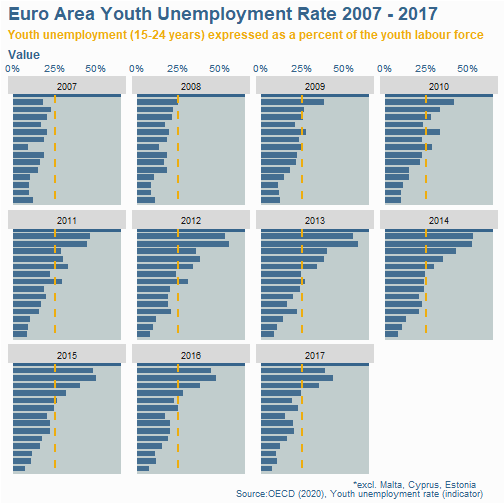 Euro Area Youth Unemployment Rate 2007 - 2017
Youth unemployment (15-24 years) expressed as a percent of the youth labour force
Value
0% 25% 50% 0% 25% 50% 0% 25% 50% 0% 25% 50%
2007 2008 2009 2010
2011 2012 2013 2014
2015 2016 2017
*excl. Malta, Cyprus, Estonia
Source:OECD (2020), Youth unemployment rate (indicator)